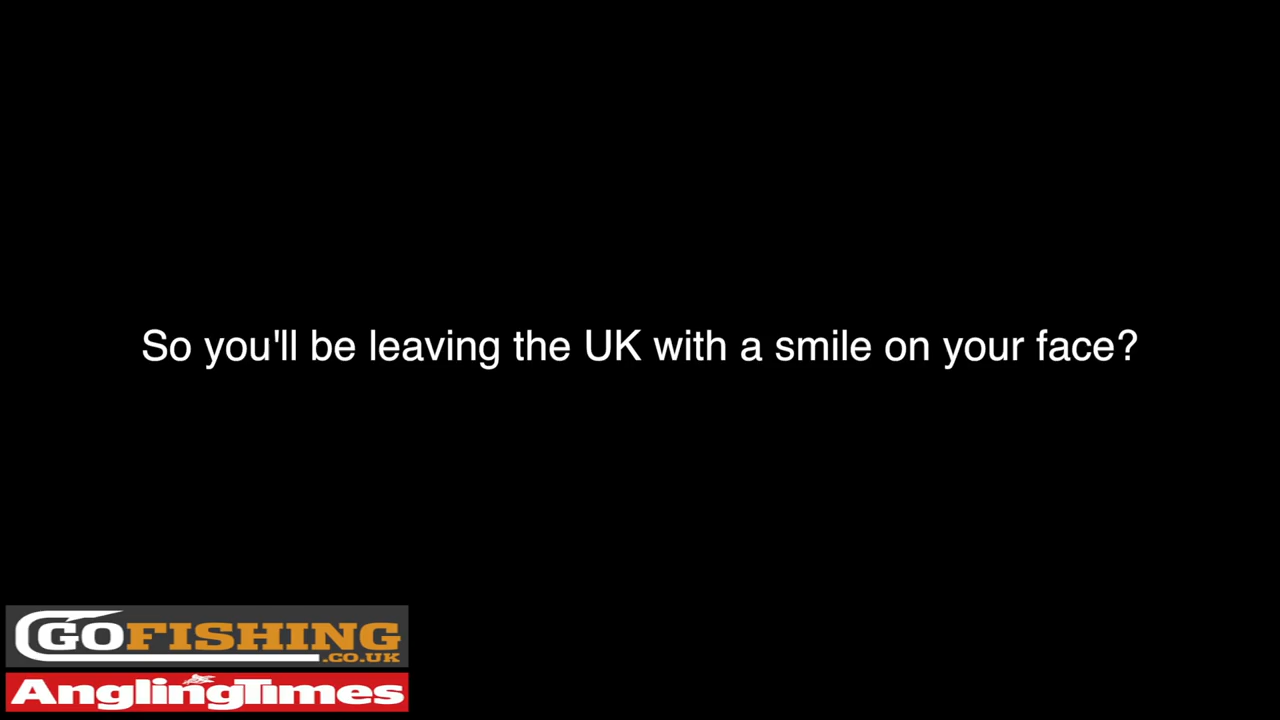 So you'll be leaving the UK with a smile on your face?
GOFISHING
.CO.UK
AnglingTimes